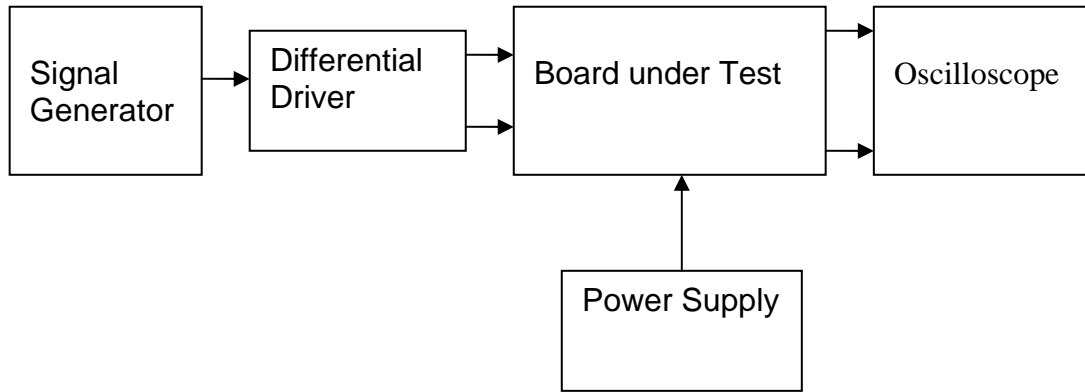 Signal
Generator
Differential
Driver
Board under Test
Oscilloscope
Power Supply